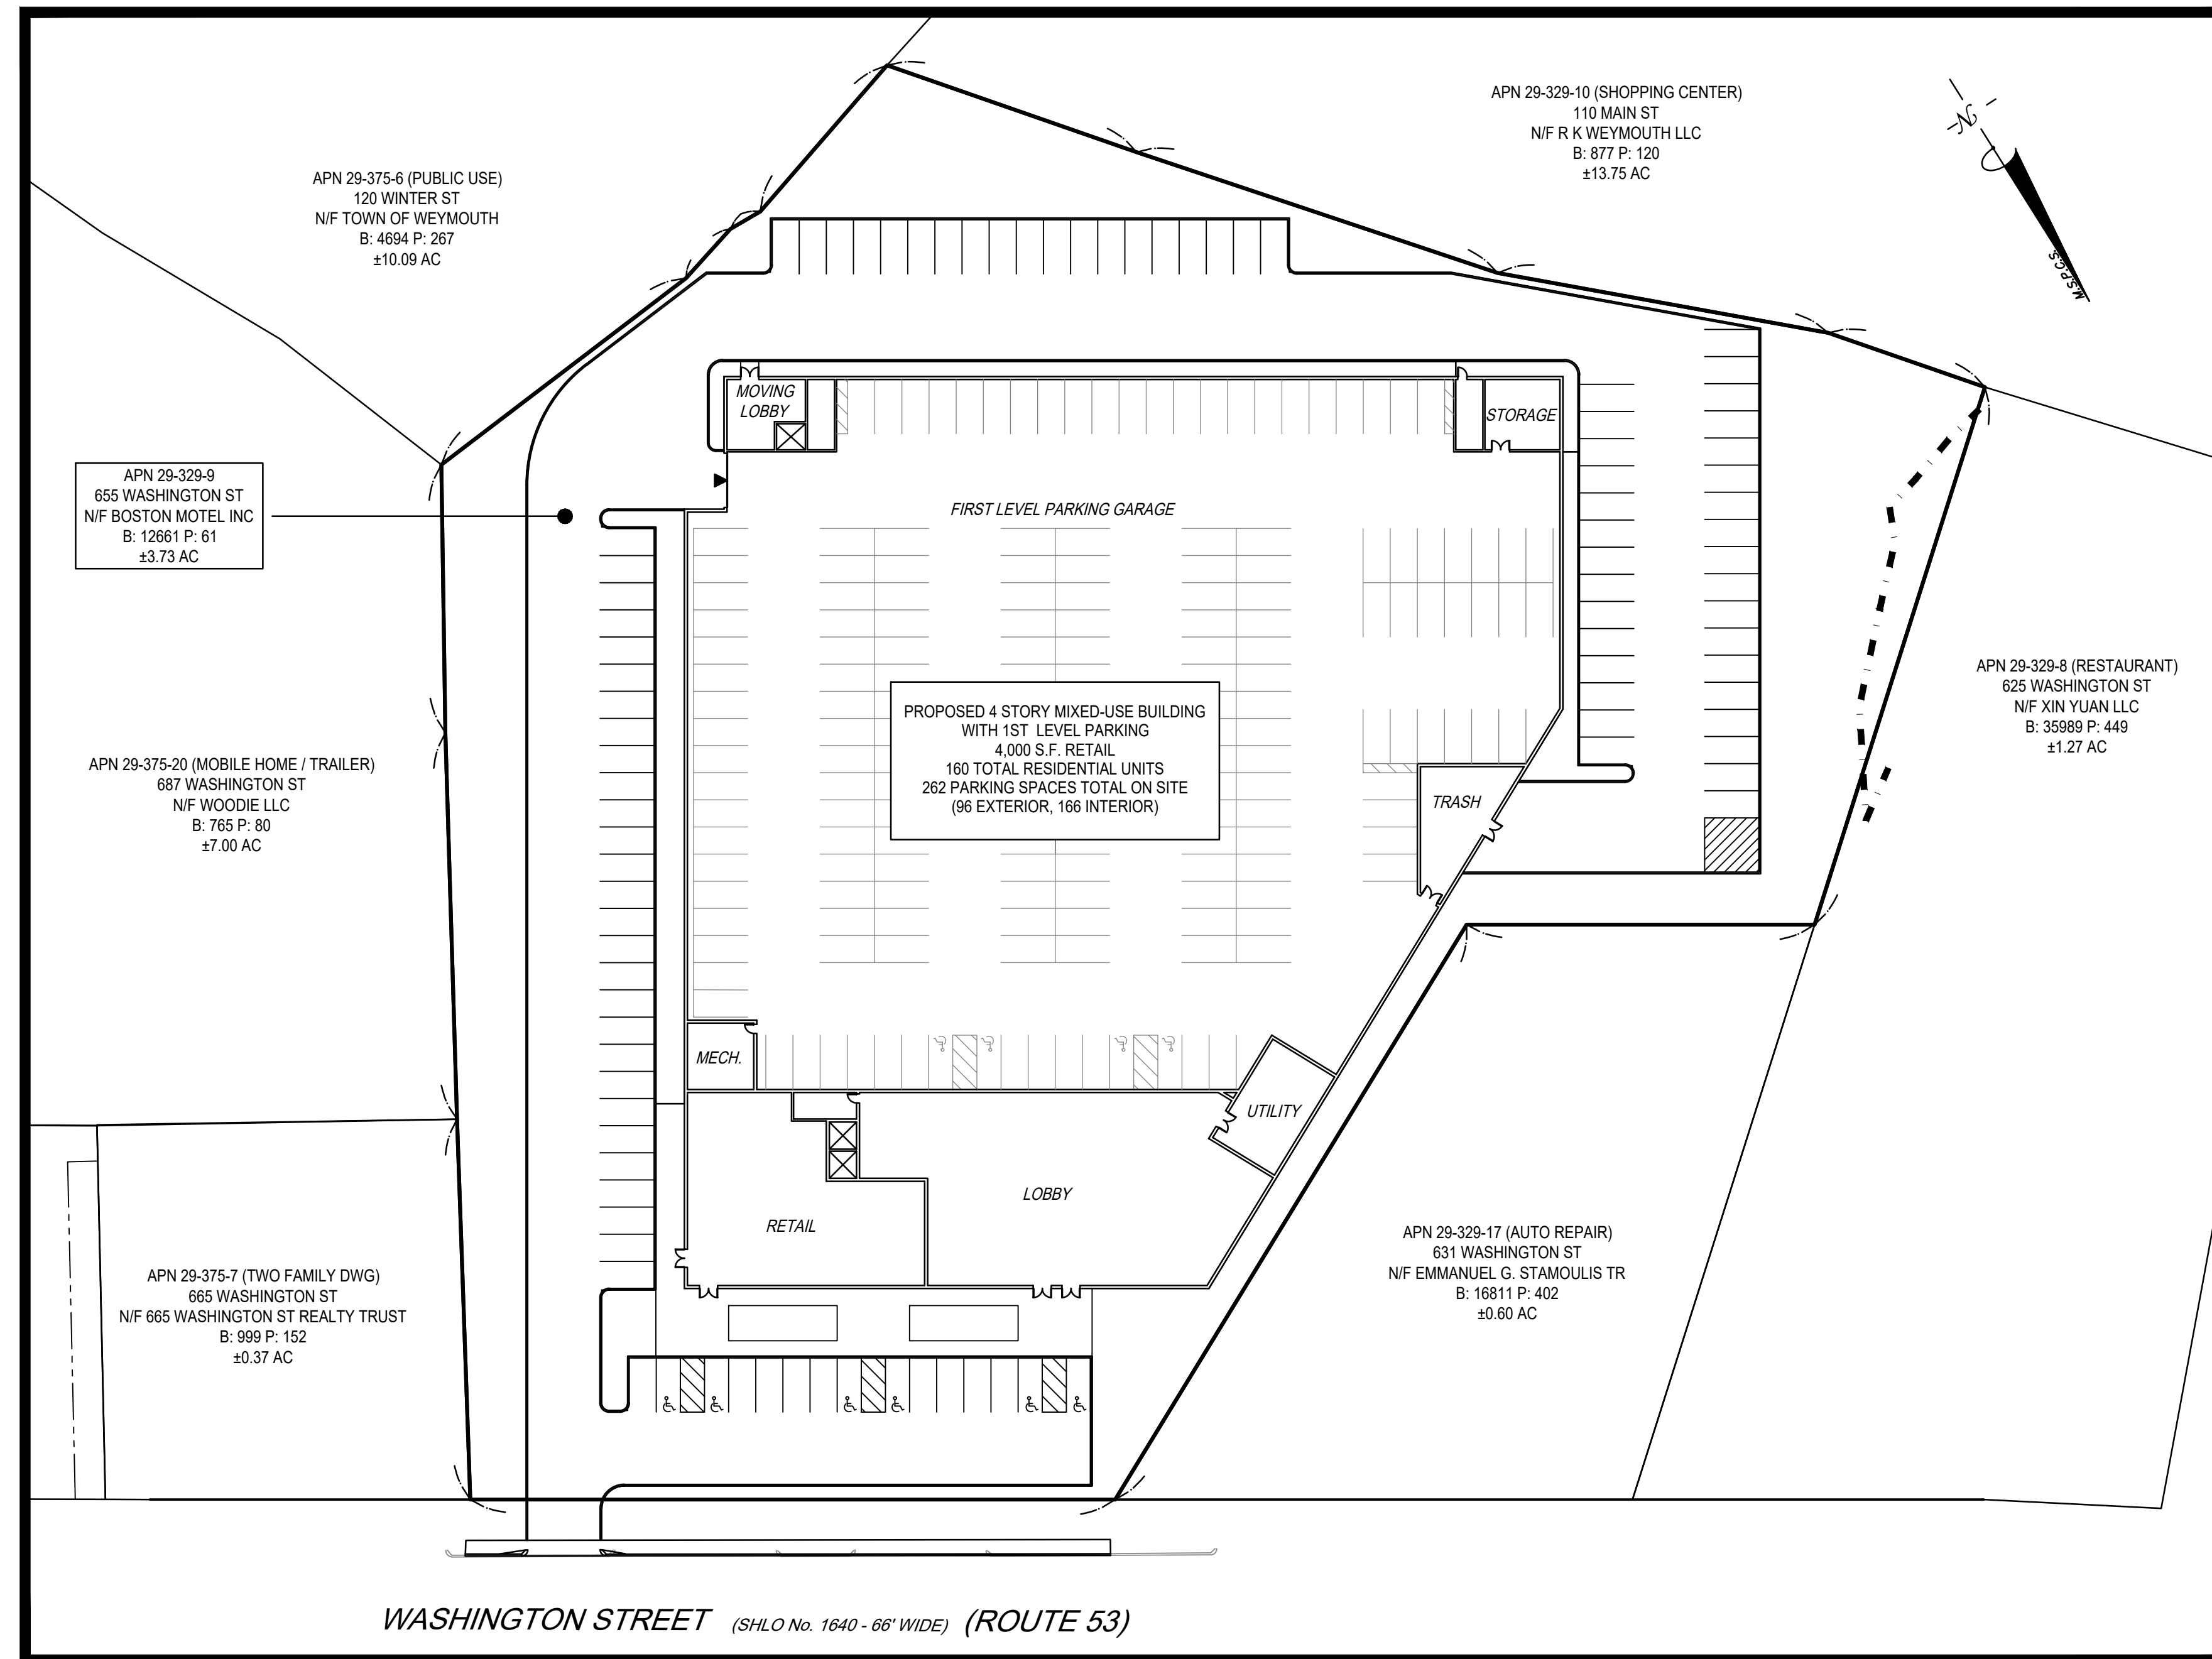 APN 29-329-10 (SHOPPING CENTER)
110 MAIN ST
N/F R K WEYMOUTH LLC
B: 877 P: 120
±13.75 AC
N
M.S.P.C.S.
APN 29-375-6 (PUBLIC USE)
120 WINTER ST
N/F TOWN OF WEYMOUTH
B: 4694 P: 267
±10.09 AC
MOVING
LOBBY
STORAGE
APN 29-329-9
655 WASHINGTON ST
N/F BOSTON MOTEL INC
B: 12661 P: 61
±3.73 AC
FIRST LEVEL PARKING GARAGE
APN 29-329-8 (RESTAURANT)
625 WASHINGTON ST
N/F XIN YUAN LLC
B: 35989 P: 449
±1.27 AC
PROPOSED 4 STORY MIXED-USE BUILDING
WITH 1ST LEVEL PARKING
4,000 S.F. RETAIL
160 TOTAL RESIDENTIAL UNITS
262 PARKING SPACES TOTAL ON SITE
(96 EXTERIOR, 166 INTERIOR)
APN 29-375-20 (MOBILE HOME / TRAILER)
687 WASHINGTON ST
N/F WOODIE LLC
B: 765 P: 80
±7.00 AC
TRASH
MECH.
UTILITY
LOBBY
RETAIL
APN 29-329-17 (AUTO REPAIR)
631 WASHINGTON ST
N/F EMMANUEL G. STAMOULIS TR
B: 16811 P: 402
±0.60 AC
APN 29-375-7 (TWO FAMILY DWG)
665 WASHINGTON ST
N/F 665 WASHINGTON ST REALTY TRUST
B: 999 P: 152
±0.37 AC
WASHINGTON STREET (SHLO No. 1640 - 66' WIDE) (ROUTE 53)